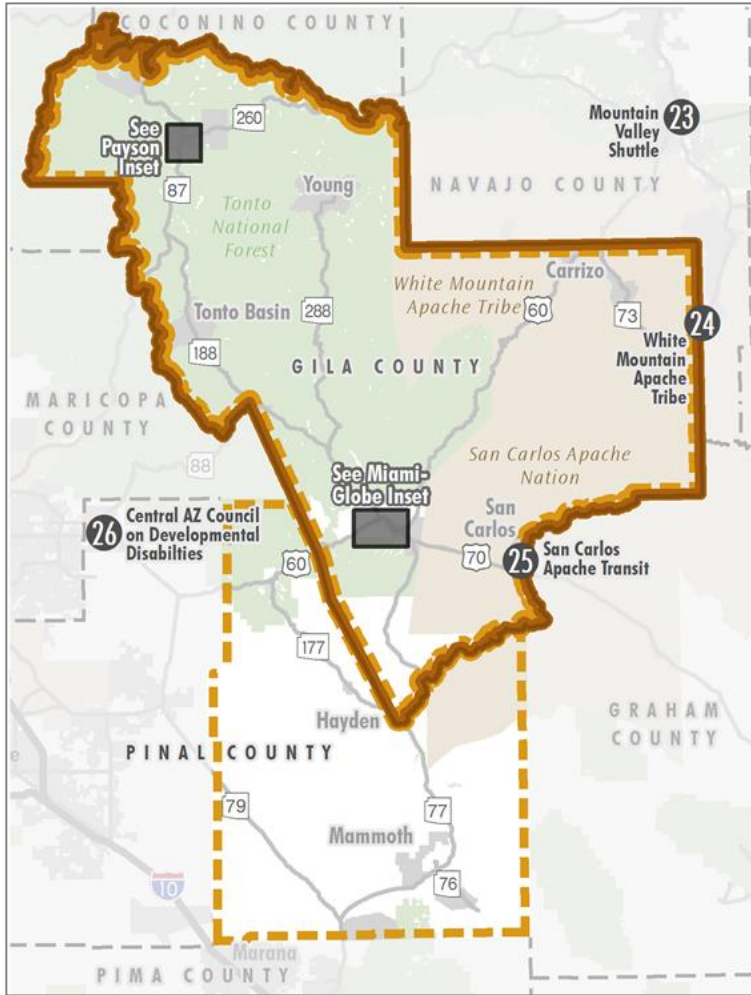 COCONINO COUNTY
See
Payson
Inset
260
87
Young
Tonto
National
Forest
Mountain
Valley
Shuttle
23
NAVAJO COUNTY
Carrizo
White Mountain
Apache Tribe
60
73
24
White
Mountain
Apache
Tribe
Tonto Basin
288
188
GILA COUNTY
MARICOPA
COUNTY
88
San Carlos Apache
Nation
See Miami-
Globe Inset
San
Carlos
26
Central AZ Council
on Developmental
Disabilties
60
70
25
San Carlos
Apache Transit
177
Hayden
GRAHAM
COUNTY
PINAL COUNTY
79
77
Mammoth
76
10
Marana
PIMA COUNTY